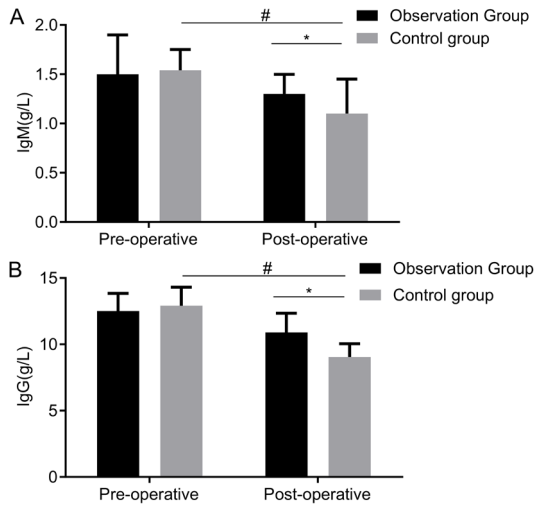 A
#
Observation Group
*
Control group
IgM(g/L)
2.0
1.5
1.0
0.5
0.0
Pre-operative
Post-operative
B
#
Observation Group
*
Control group
IgG(g/L)
15
10
5
0
Pre-operative
Post-operative